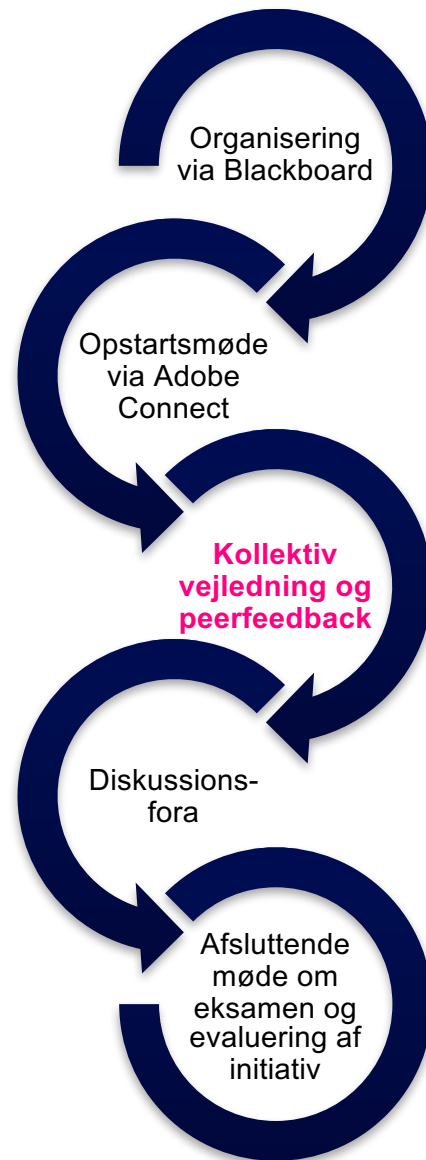 Organisering
via Blackboard
Opstartsmøde
via Adobe
Connect
Kollektiv
vejledning og
peerfeedback
Diskussions-
fora
Afsluttende
møde om
eksamen og
evaluering af
initiativ